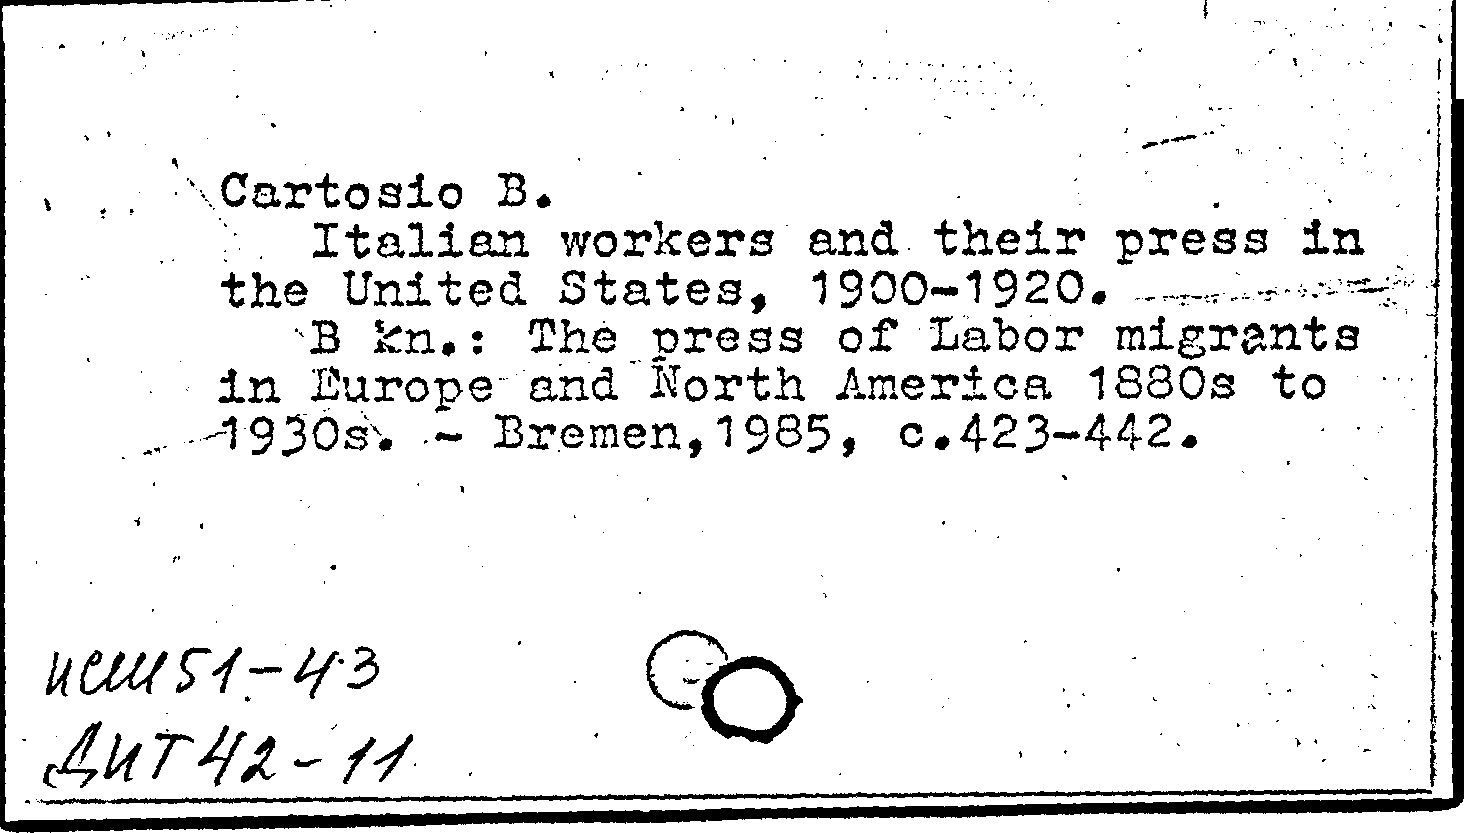 Cartosio B.
Italian workers and their press in
the United States, 1900-1920.
B kn.: The press of Labor migrants
in Europe and North America 1880s to
1930s. - Bremen,1985, c.423-442.
исш51-43
ДИТ42-11